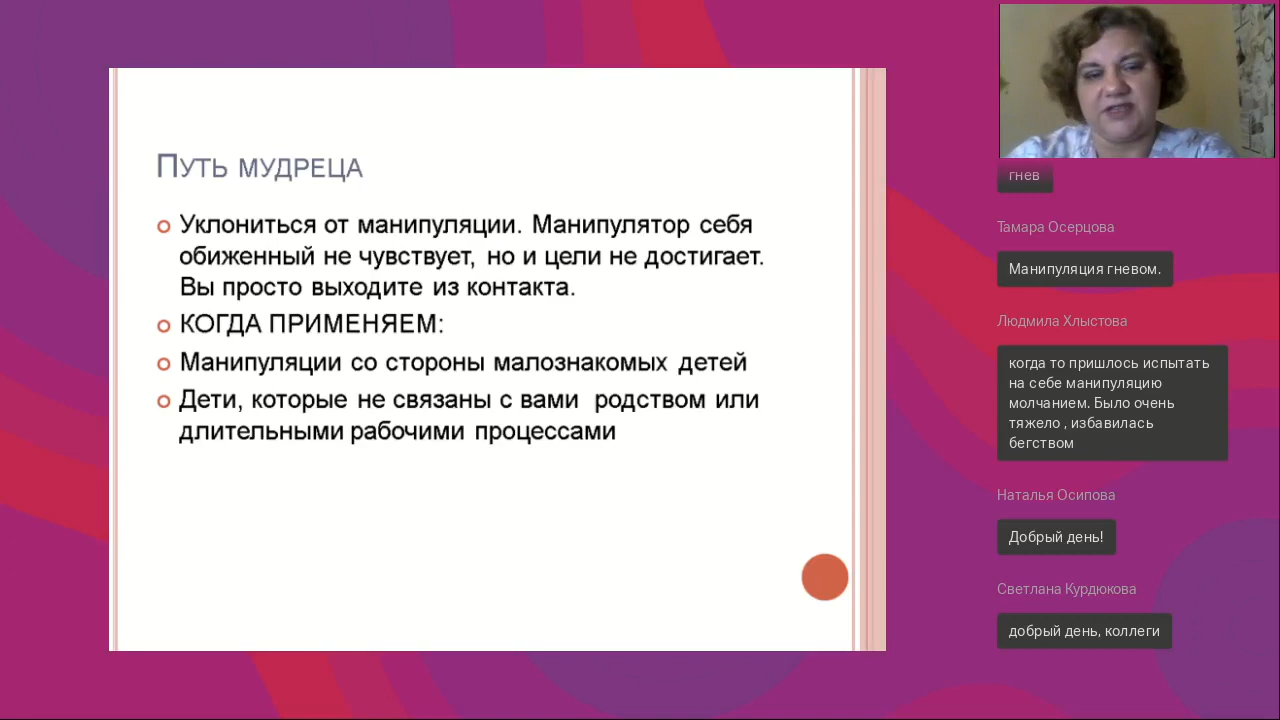 Путь мудреца
Уклониться от манипуляции. Манипулятор себя
обиженный не чувствует, но и цели не достигает.
Вы просто выходите из контакта.
КОГДА ПРИМЕНЯЕМ:
Манипуляции со стороны малознакомых детей
Дети, которые не связаны с вами родством или
длительными рабочими процессами
гнев
Тамара Осерцова
Манипуляция гневом.
Людмила Хлыстова
когда то пришлось испытать
на себе манипуляцию
молчанием. Было очень
тяжело , избавилась
бегством
Наталья Осипова
Добрый день!
Светлана Курдюкова
добрый день, коллеги